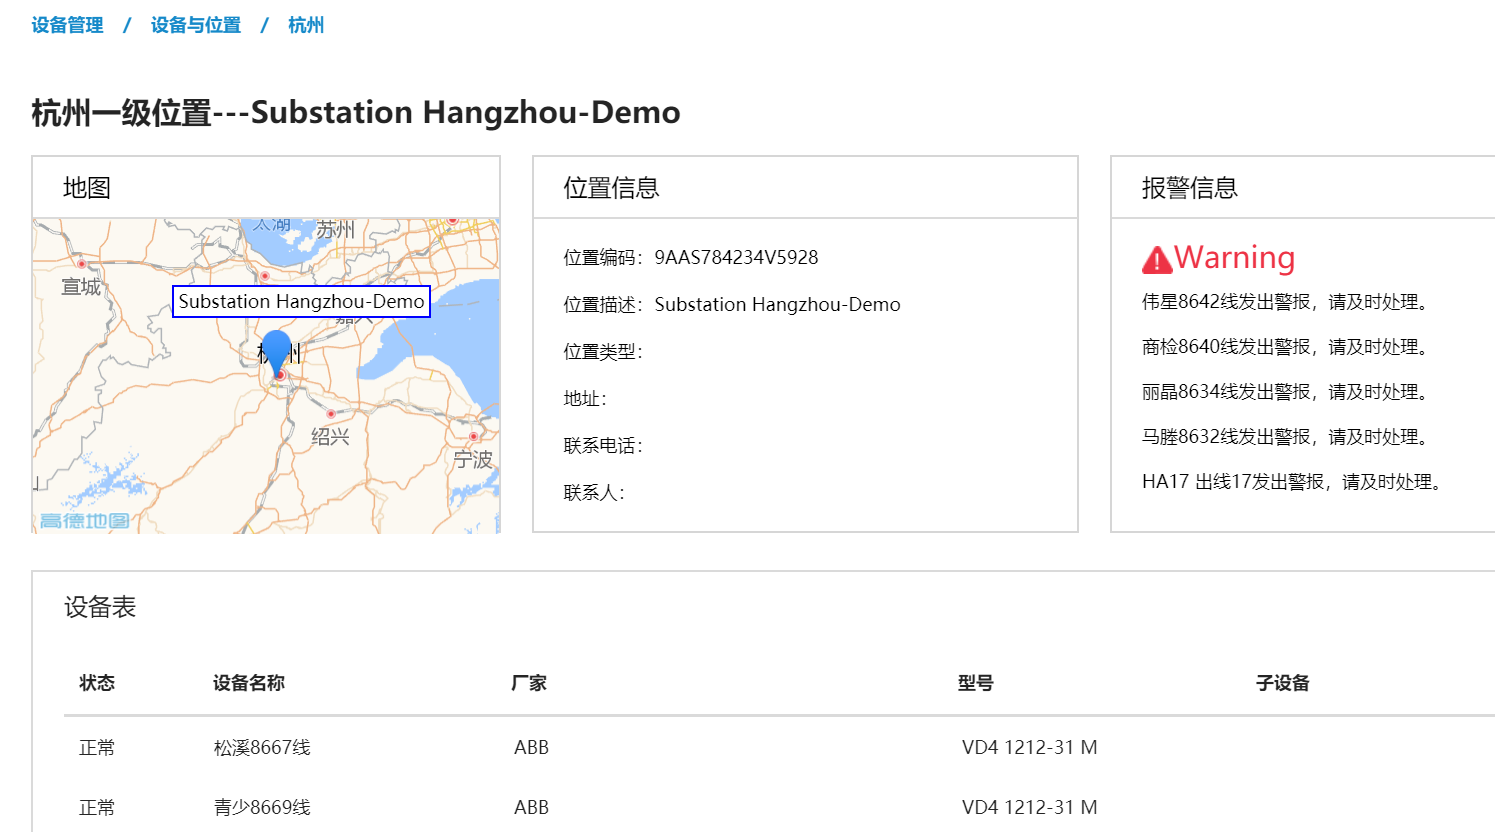 设备管理 / 设备与位置 / 杭州
杭州一级位置---Substation Hangzhou-Demo
地图
太湖
苏州
宣城
Substation Hangzhou-Demo
嘉兴
杭州
绍兴
宁波
高德地图
位置信息
位置编码：9AAS784234V5928
位置描述：Substation Hangzhou-Demo
位置类型：
地址：
联系电话：
联系人：
报警信息
Warning
伟星8642线发出警报，请及时处理。
商检8640线发出警报，请及时处理。
丽晶8634线发出警报，请及时处理。
马塍8632线发出警报，请及时处理。
HA17 出线17发出警报，请及时处理。
设备表
状态 设备名称 厂家 型号 子设备
正常 松溪8667线 ABB VD4 1212-31 M
正常 青少8669线 ABB VD4 1212-31 M